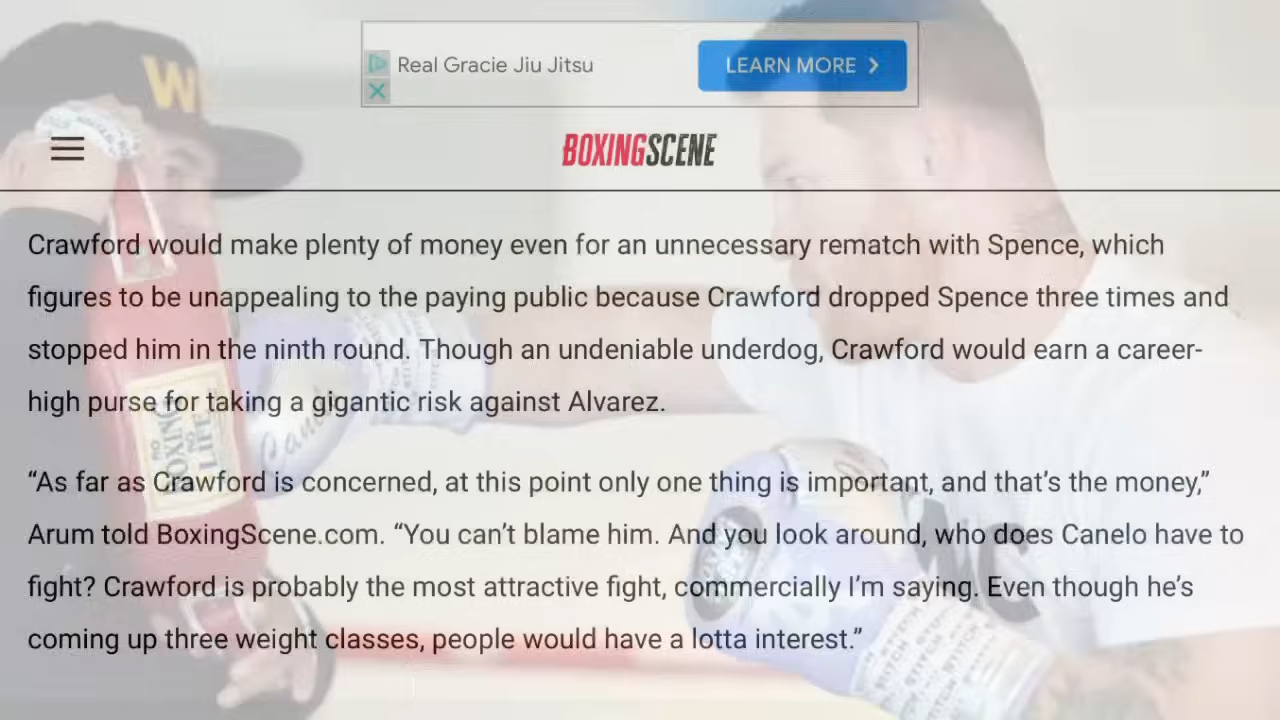 W
Real Gracie Jiu Jitsu
LEARN MORE
BOXINGSCENE
Crawford would make plenty of money even for an unnecessary rematch with Spence, which
figures to be unappealing to the paying public because Crawford dropped Spence three times and
stopped him in the ninth round. Though an undeniable underdog, Crawford would earn a career-
high purse for taking a gigantic risk against Alvarez.
“As far as Crawford is concerned, at this point only one thing is important, and that’s the money,”
Arum told BoxingScene.com. “You can’t blame him. And you look around, who does Canelo have to
fight? Crawford is probably the most attractive fight, commercially I’m saying. Even though he’s
coming up three weight classes, people would have a lotta interest.”
NO
BOXING
NO
LIFE
Canelo